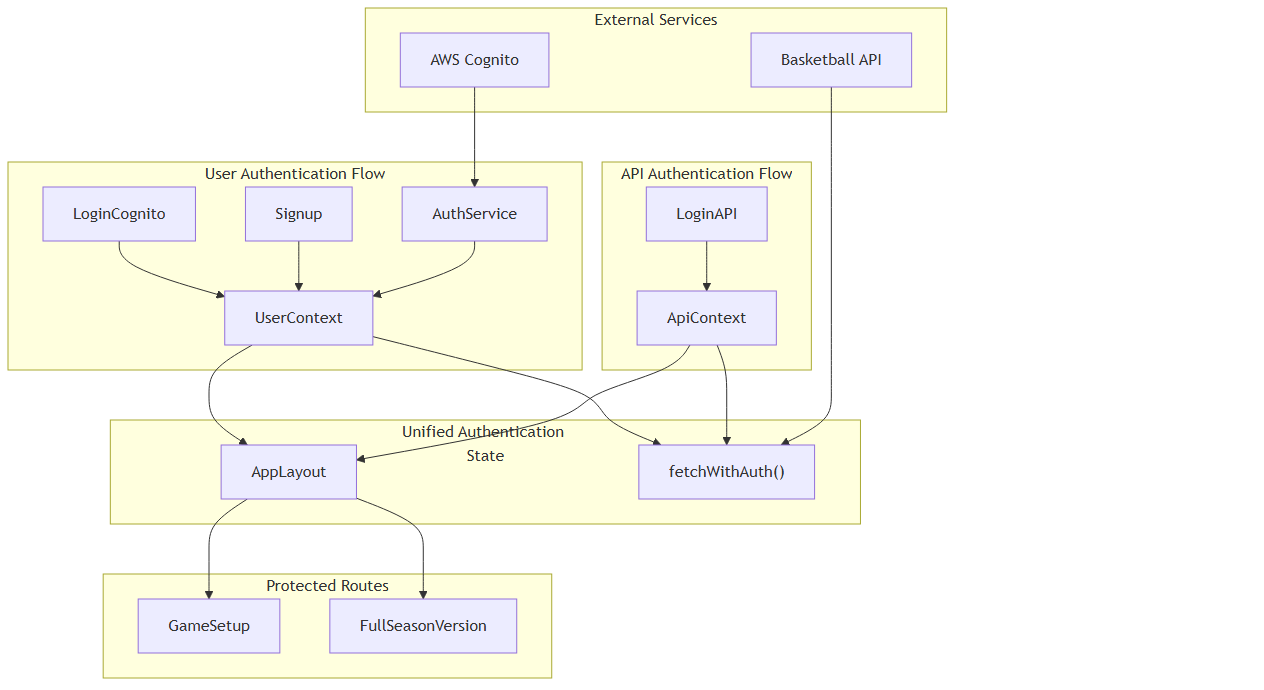 External Services
AWS Cognito
Basketball API
User Authentication Flow
API Authentication Flow
LoginCognito
Signup
AuthService
LoginAPI
UserContext
ApiContext
Unified Authentication
State
AppLayout
fetchWithAuth()
Protected Routes
GameSetup
FullSeasonVersion